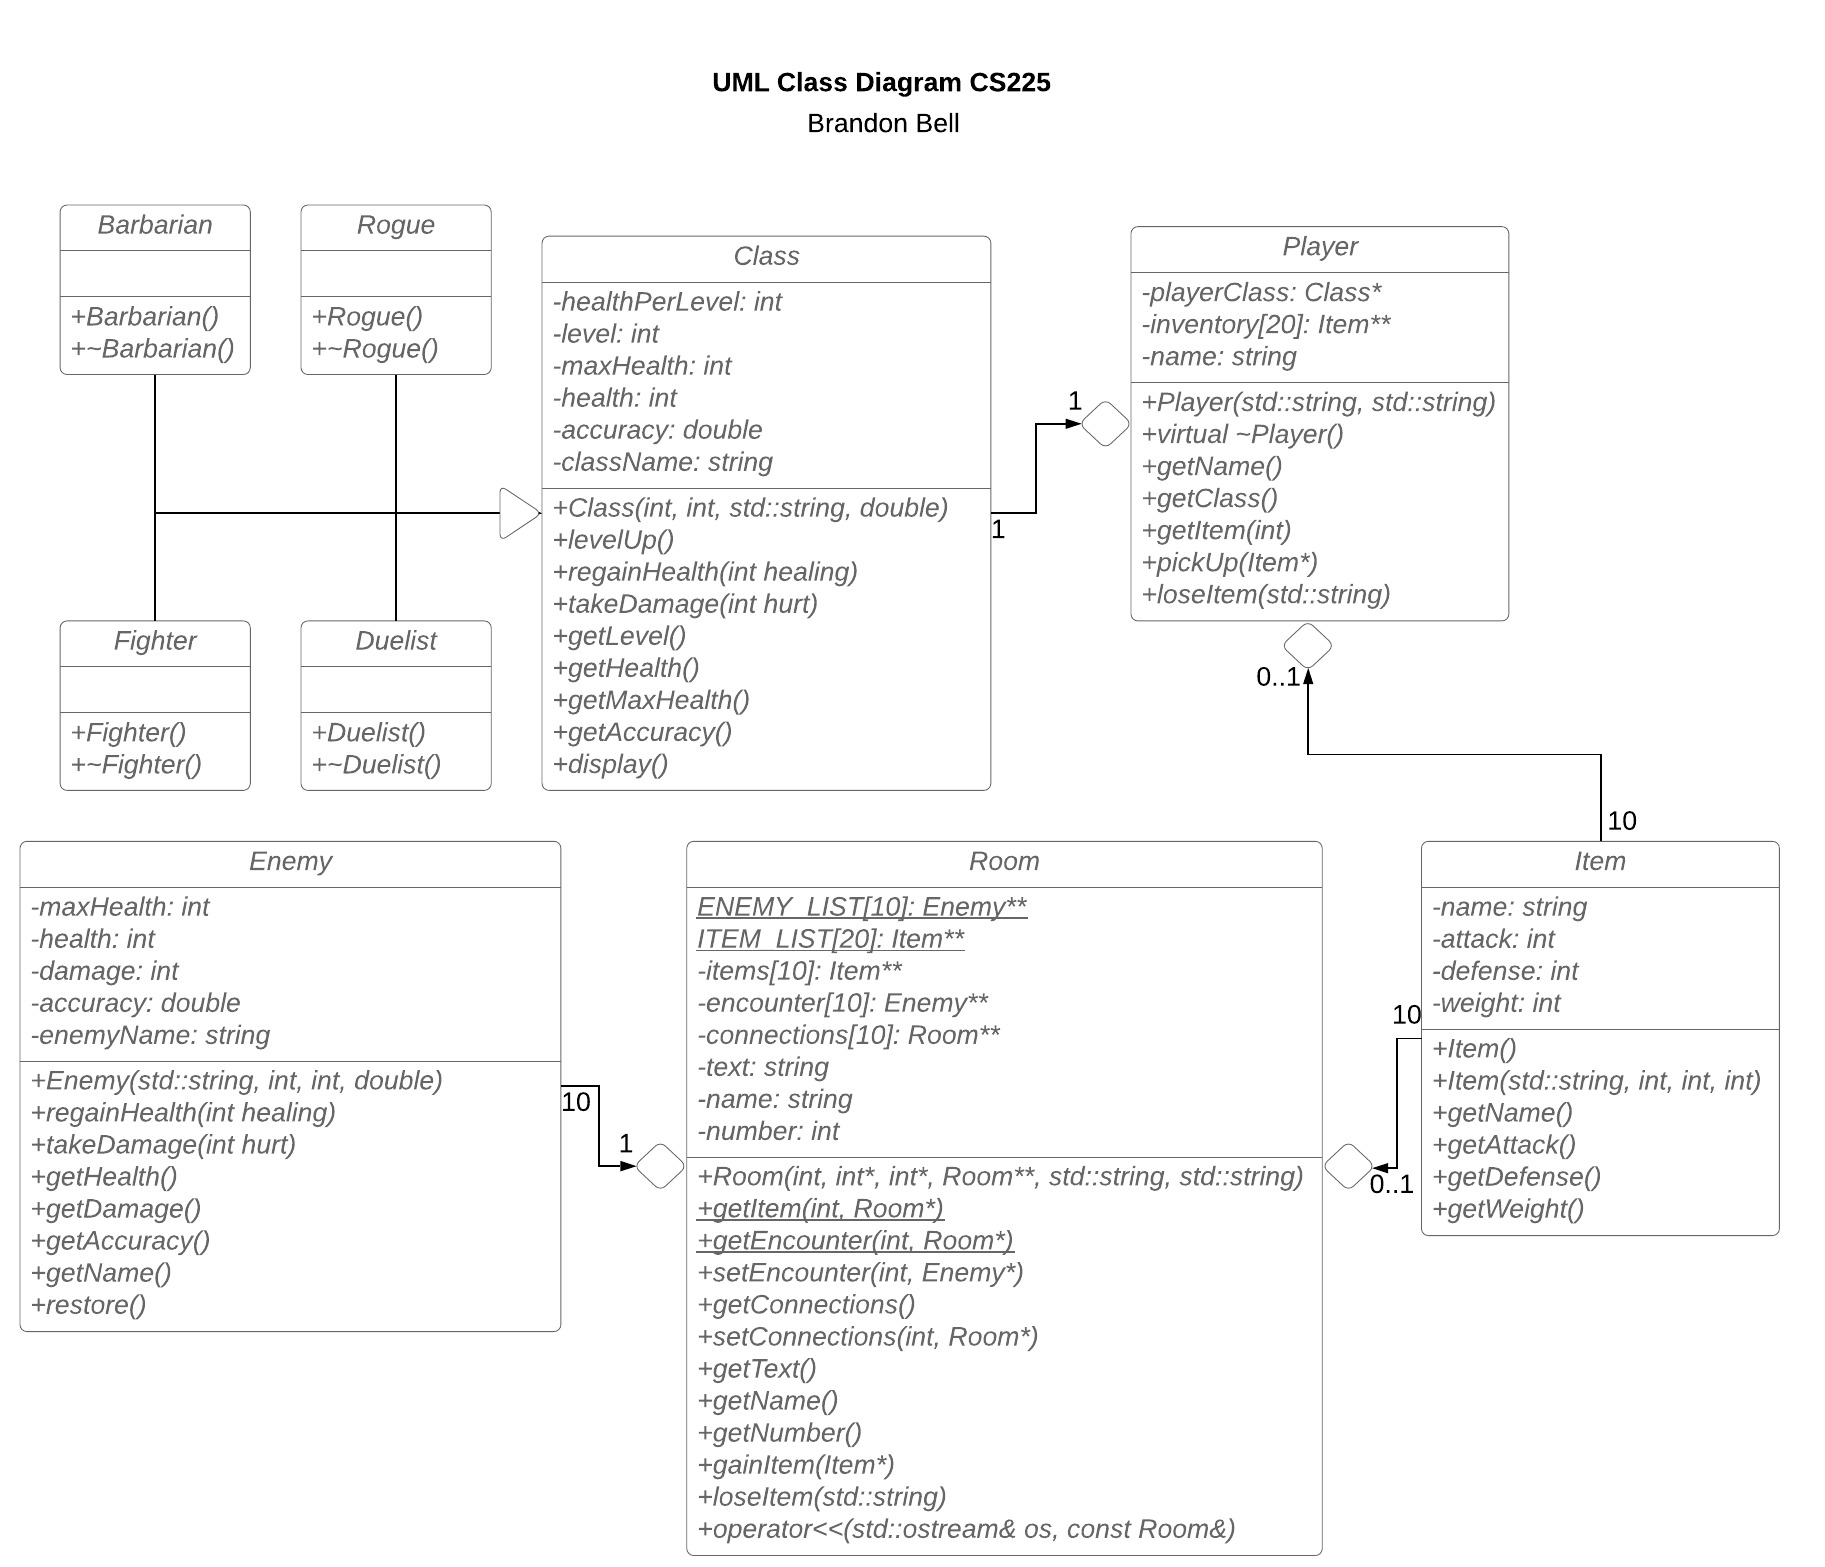 UML Class Diagram CS225
Brandon Bell
Barbarian
+Barbarian()
+~Barbarian()
Rogue
+Rogue()
+~Rogue()
Class
-healthPerLevel: int
-level: int
-maxHealth: int
-health: int
-accuracy: double
-className: string
+Class(int, int, std::string, double)
+levelUp()
+regainHealth(int healing)
+takeDamage(int hurt)
+getLevel()
+getHealth()
+getMaxHealth()
+getAccuracy()
+display()
1
1
Player
-playerClass: Class*
-inventory[20]: Item**
-name: string
+Player(std::string, std::string)
+virtual ~Player()
+getName()
+getClass()
+getItem(int)
+pickUp(Item*)
+loseItem(std::string)
0..1
10
Fighter
+Fighter()
+~Fighter()
Duelist
+Duelist()
+~Duelist()
Enemy
-maxHealth: int
-health: int
-damage: int
-accuracy: double
-enemyName: string
+Enemy(std::string, int, int, double)
+regainHealth(int healing)
+takeDamage(int hurt)
+getHealth()
+getDamage()
+getAccuracy()
+getName()
+restore()
10
1
Room
ENEMY_LIST[10]: Enemy**
ITEM_LIST[20]: Item**
-items[10]: Item**
-encounter[10]: Enemy**
-connections[10]: Room**
-text: string
-name: string
-number: int
+Room(int, int*, int*, Room**, std::string, std::string)
+getItem(int, Room*)
+getEncounter(int, Room*)
+setEncounter(int, Enemy*)
+getConnections()
+setConnections(int, Room*)
+getText()
+getName()
+getNumber()
+gainItem(Item*)
+loseItem(std::string)
+operator<<(std::ostream& os, const Room&)
10
0..1
Item
-name: string
-attack: int
-defense: int
-weight: int
+Item()
+Item(std::string, int, int, int)
+getName()
+getAttack()
+getDefense()
+getWeight()